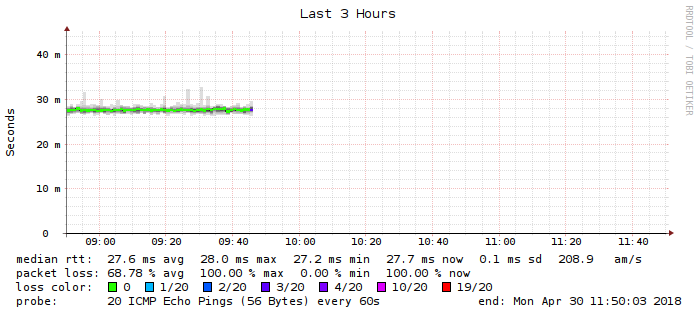 Last 3 Hours
RRDTOOL / TOBI OETIKER
Seconds
40 m
30 m
20 m
10 m
0
09:00 09:20 09:40 10:00 10:20 10:40 11:00 11:20 11:40
median rtt: 27.6 ms avg 28.0 ms max 27.2 ms min 27.7 ms now 0.1 ms sd 208.9 am/s
packet loss: 68.78 % avg 100.00 % max 0.00 % min 100.00 % now
loss color: 0 1/20 2/20 3/20 4/20 10/20 19/20
probe: 20 ICMP Echo Pings (56 Bytes) every 60s end: Mon Apr 30 11:50:03 2018